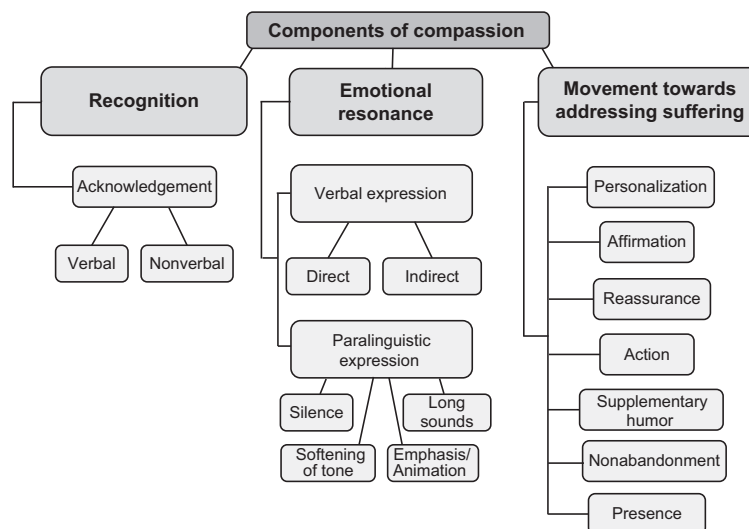 Components of compassion
Recognition
Acknowledgement
Verbal
Nonverbal
Emotional
resonance
Verbal expression
Direct
Indirect
Paralinguistic
expression
Silence
Long
sounds
Softening
of tone
Emphasis/
Animation
Movement towards
addressing suffering
Personalization
Affirmation
Reassurance
Action
Supplementary
humor
Nonabandonment
Presence